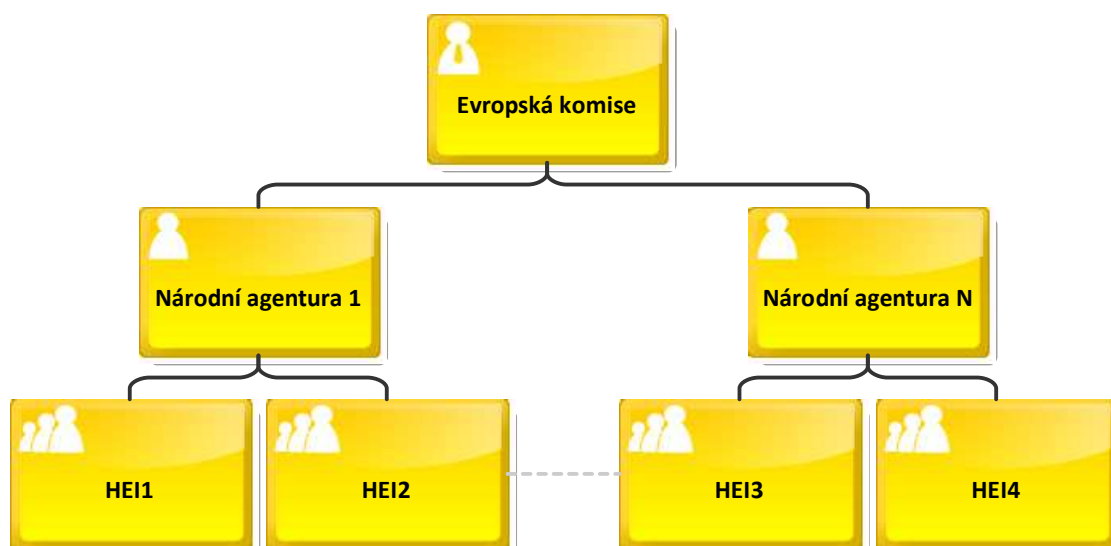 Evropská komise
Národní agentura 1
Národní agentura N
HEI1
HEI2
HEI3
HEI4